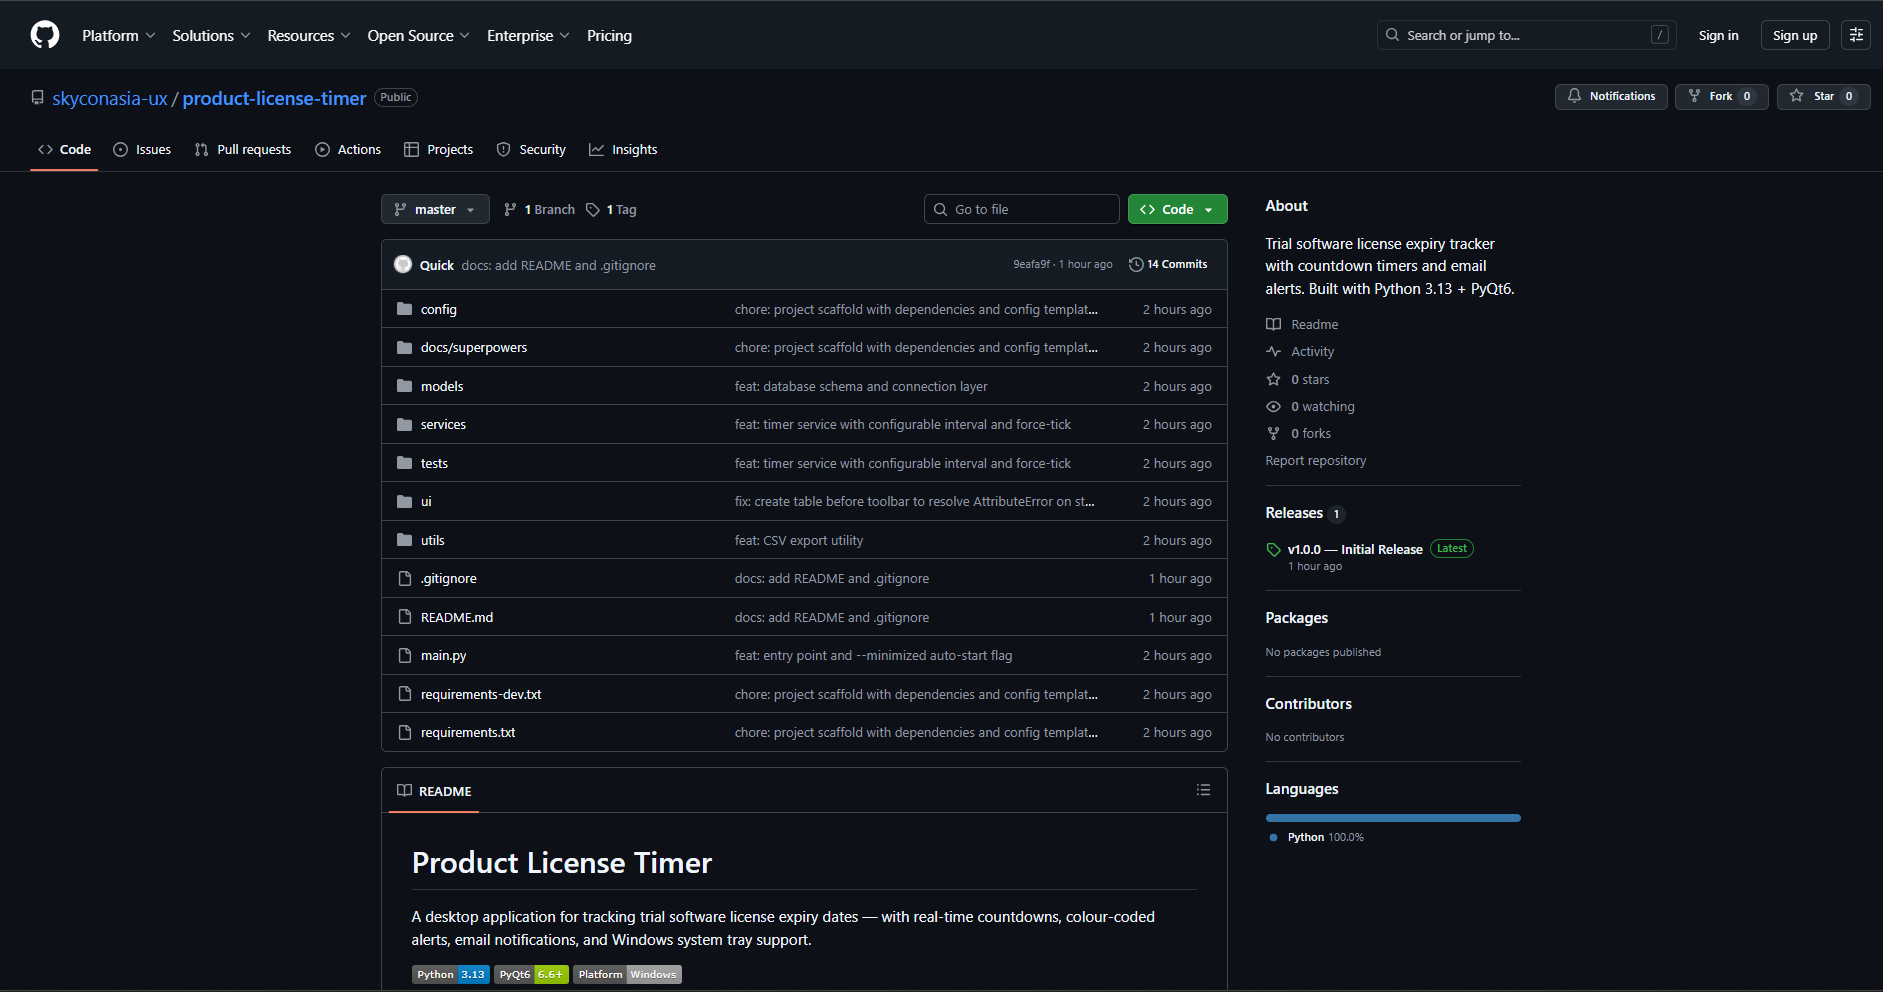 Platform Solutions Resources Open Source Enterprise Pricing Search or jump to... / Sign in Sign up
skyconasia-ux / product-license-timer Public Notifications Fork 0 Star 0
Code Issues Pull requests Actions Projects Security Insights
master 1 Branch 1 Tag Go to file Code
Quick docs: add README and .gitignore 9eafa9f · 1 hour ago 14 Commits
config chore: project scaffold with dependencies and config templat... 2 hours ago
docs/superpowers chore: project scaffold with dependencies and config templat... 2 hours ago
models feat: database schema and connection layer 2 hours ago
services feat: timer service with configurable interval and force-tick 2 hours ago
tests feat: timer service with configurable interval and force-tick 2 hours ago
ui fix: create table before toolbar to resolve AttributeError on st... 2 hours ago
utils feat: CSV export utility 2 hours ago
.gitignore docs: add README and .gitignore 1 hour ago
README.md docs: add README and .gitignore 1 hour ago
main.py feat: entry point and --minimized auto-start flag 2 hours ago
requirements-dev.txt chore: project scaffold with dependencies and config templat... 2 hours ago
requirements.txt chore: project scaffold with dependencies and config templat... 2 hours ago
README
Product License Timer
A desktop application for tracking trial software license expiry dates — with real-time countdowns, colour-coded
alerts, email notifications, and Windows system tray support.
Python 3.13 PyQt6 6.6+ Platform Windows
About
Trial software license expiry tracker
with countdown timers and email
alerts. Built with Python 3.13 + PyQt6.
Readme
Activity
0 stars
0 watching
0 forks
Report repository
Releases 1
v1.0.0 — Initial Release Latest
1 hour ago
Packages
No packages published
Contributors
No contributors
Languages
Python 100.0%